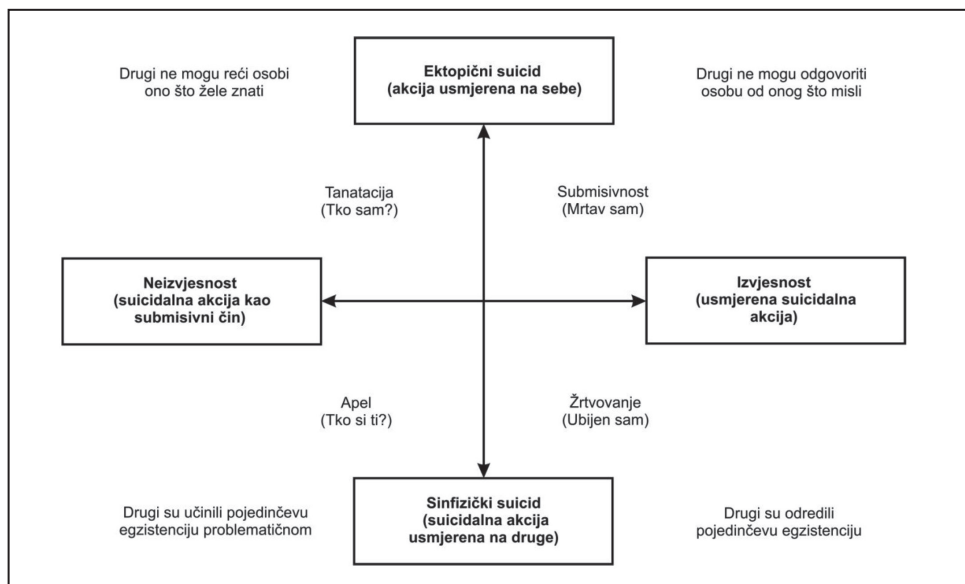 Drugi ne mogu reći osobi
ono što žele znati
Ektopični suicid
(akcija usmjerena na sebe)
Drugi ne mogu odgovoriti
osobu od onog što misli
Tanatacija
(Tko sam?)
Submisivnost
(Mrtav sam)
Neizvjesnost
(suicidalna akcija kao
submisivni čin)
Izvjesnost
(usmjerena suicidalna
akcija)
Apel
(Tko si ti?)
Žrtvovanje
(Ubijen sam)
Drugi su učinili pojedinčevu
egzistenciju problematičnom
Sinfizički suicid
(suicidalna akcija
usmjerena na druge)
Drugi su odredili
pojedinčevu egzistenciju